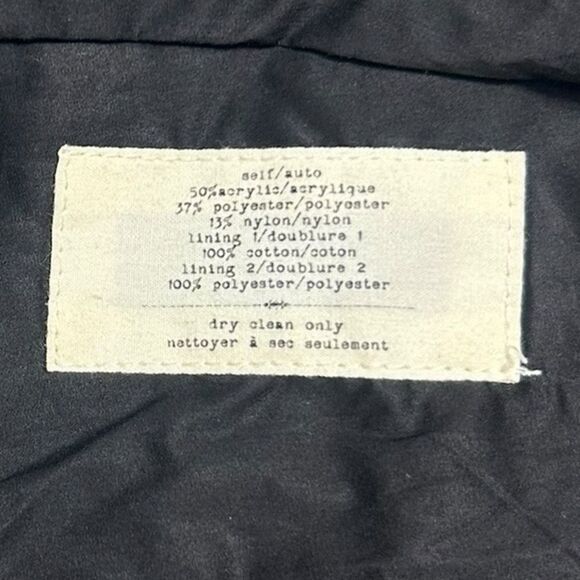 self/auto
50%acrylic/acrylique
37% polyester/polyester
13% nylon/nylon
lining 1/doublure 1
100% cotton/coton
lining 2/doublure 2
100% polyester/polyester
dry clean only
nettoyer à sec seulement